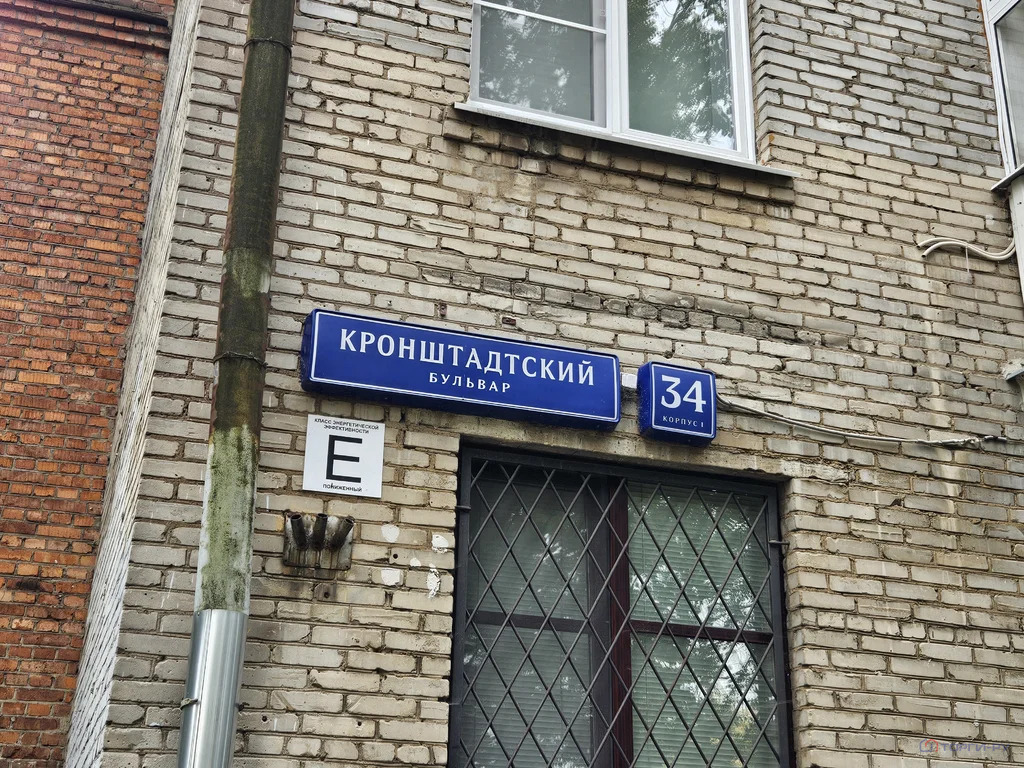 КРОНШТАДТСКИЙ
БУЛЬВАР
34
КОРПУС 1
КЛАСС ЭНЕРГЕТИЧЕСКОЙ
ЭФФЕКТИВНОСТИ
E
ПОНИЖЕННЫЙ